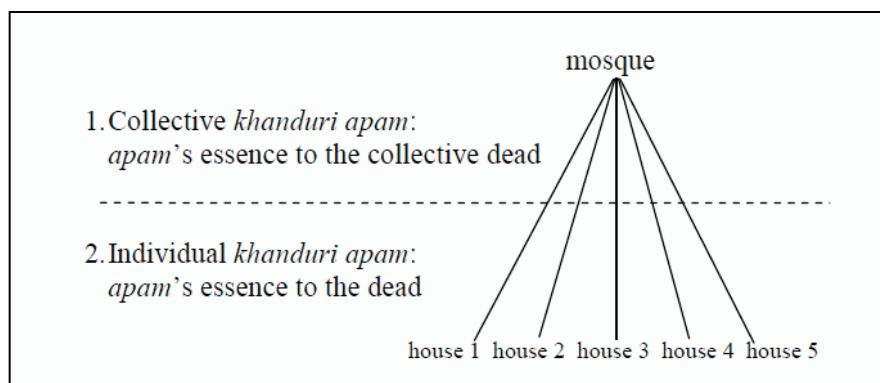 mosque
1. Collective khanduri apam:
apam's essence to the collective dead
2. Individual khanduri apam:
apam's essence to the dead
house 1 house 2 house 3 house 4 house 5